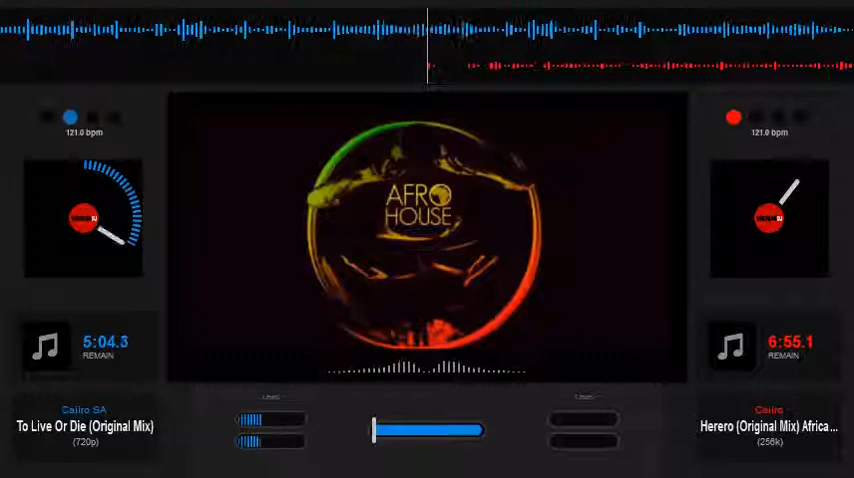 121.0 bpm
121.0 bpm
AFRO
HOUSE
5:04.3
REMAIN
6:55.1
REMAIN
Caiiro SA
To Live Or Die (Original Mix)
(720p)
Caiiro
Herero (Original Mix) Africa...
(256k)